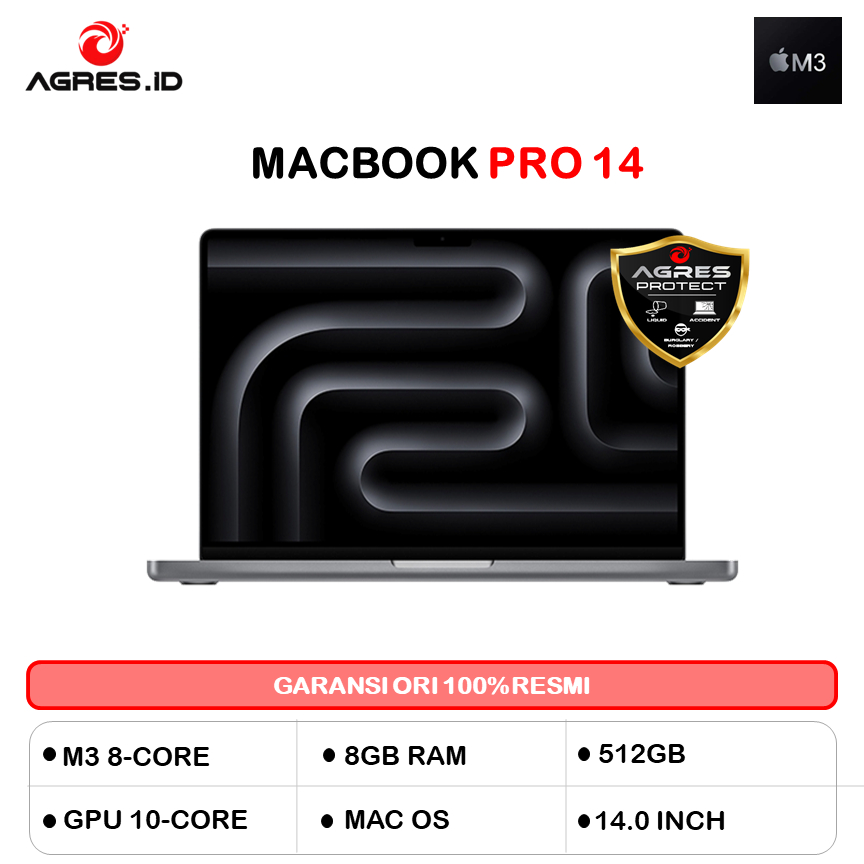 AGRES.ID
M3
MACBOOK PRO 14
AGRES
PROTECT
LIQUID
ACCIDENT
BURGLARY /
ROBBERY
GARANSI ORI 100% RESMI
• M3 8-CORE
• 8GB RAM
• 512GB
• GPU 10-CORE
• MAC OS
• 14.0 INCH